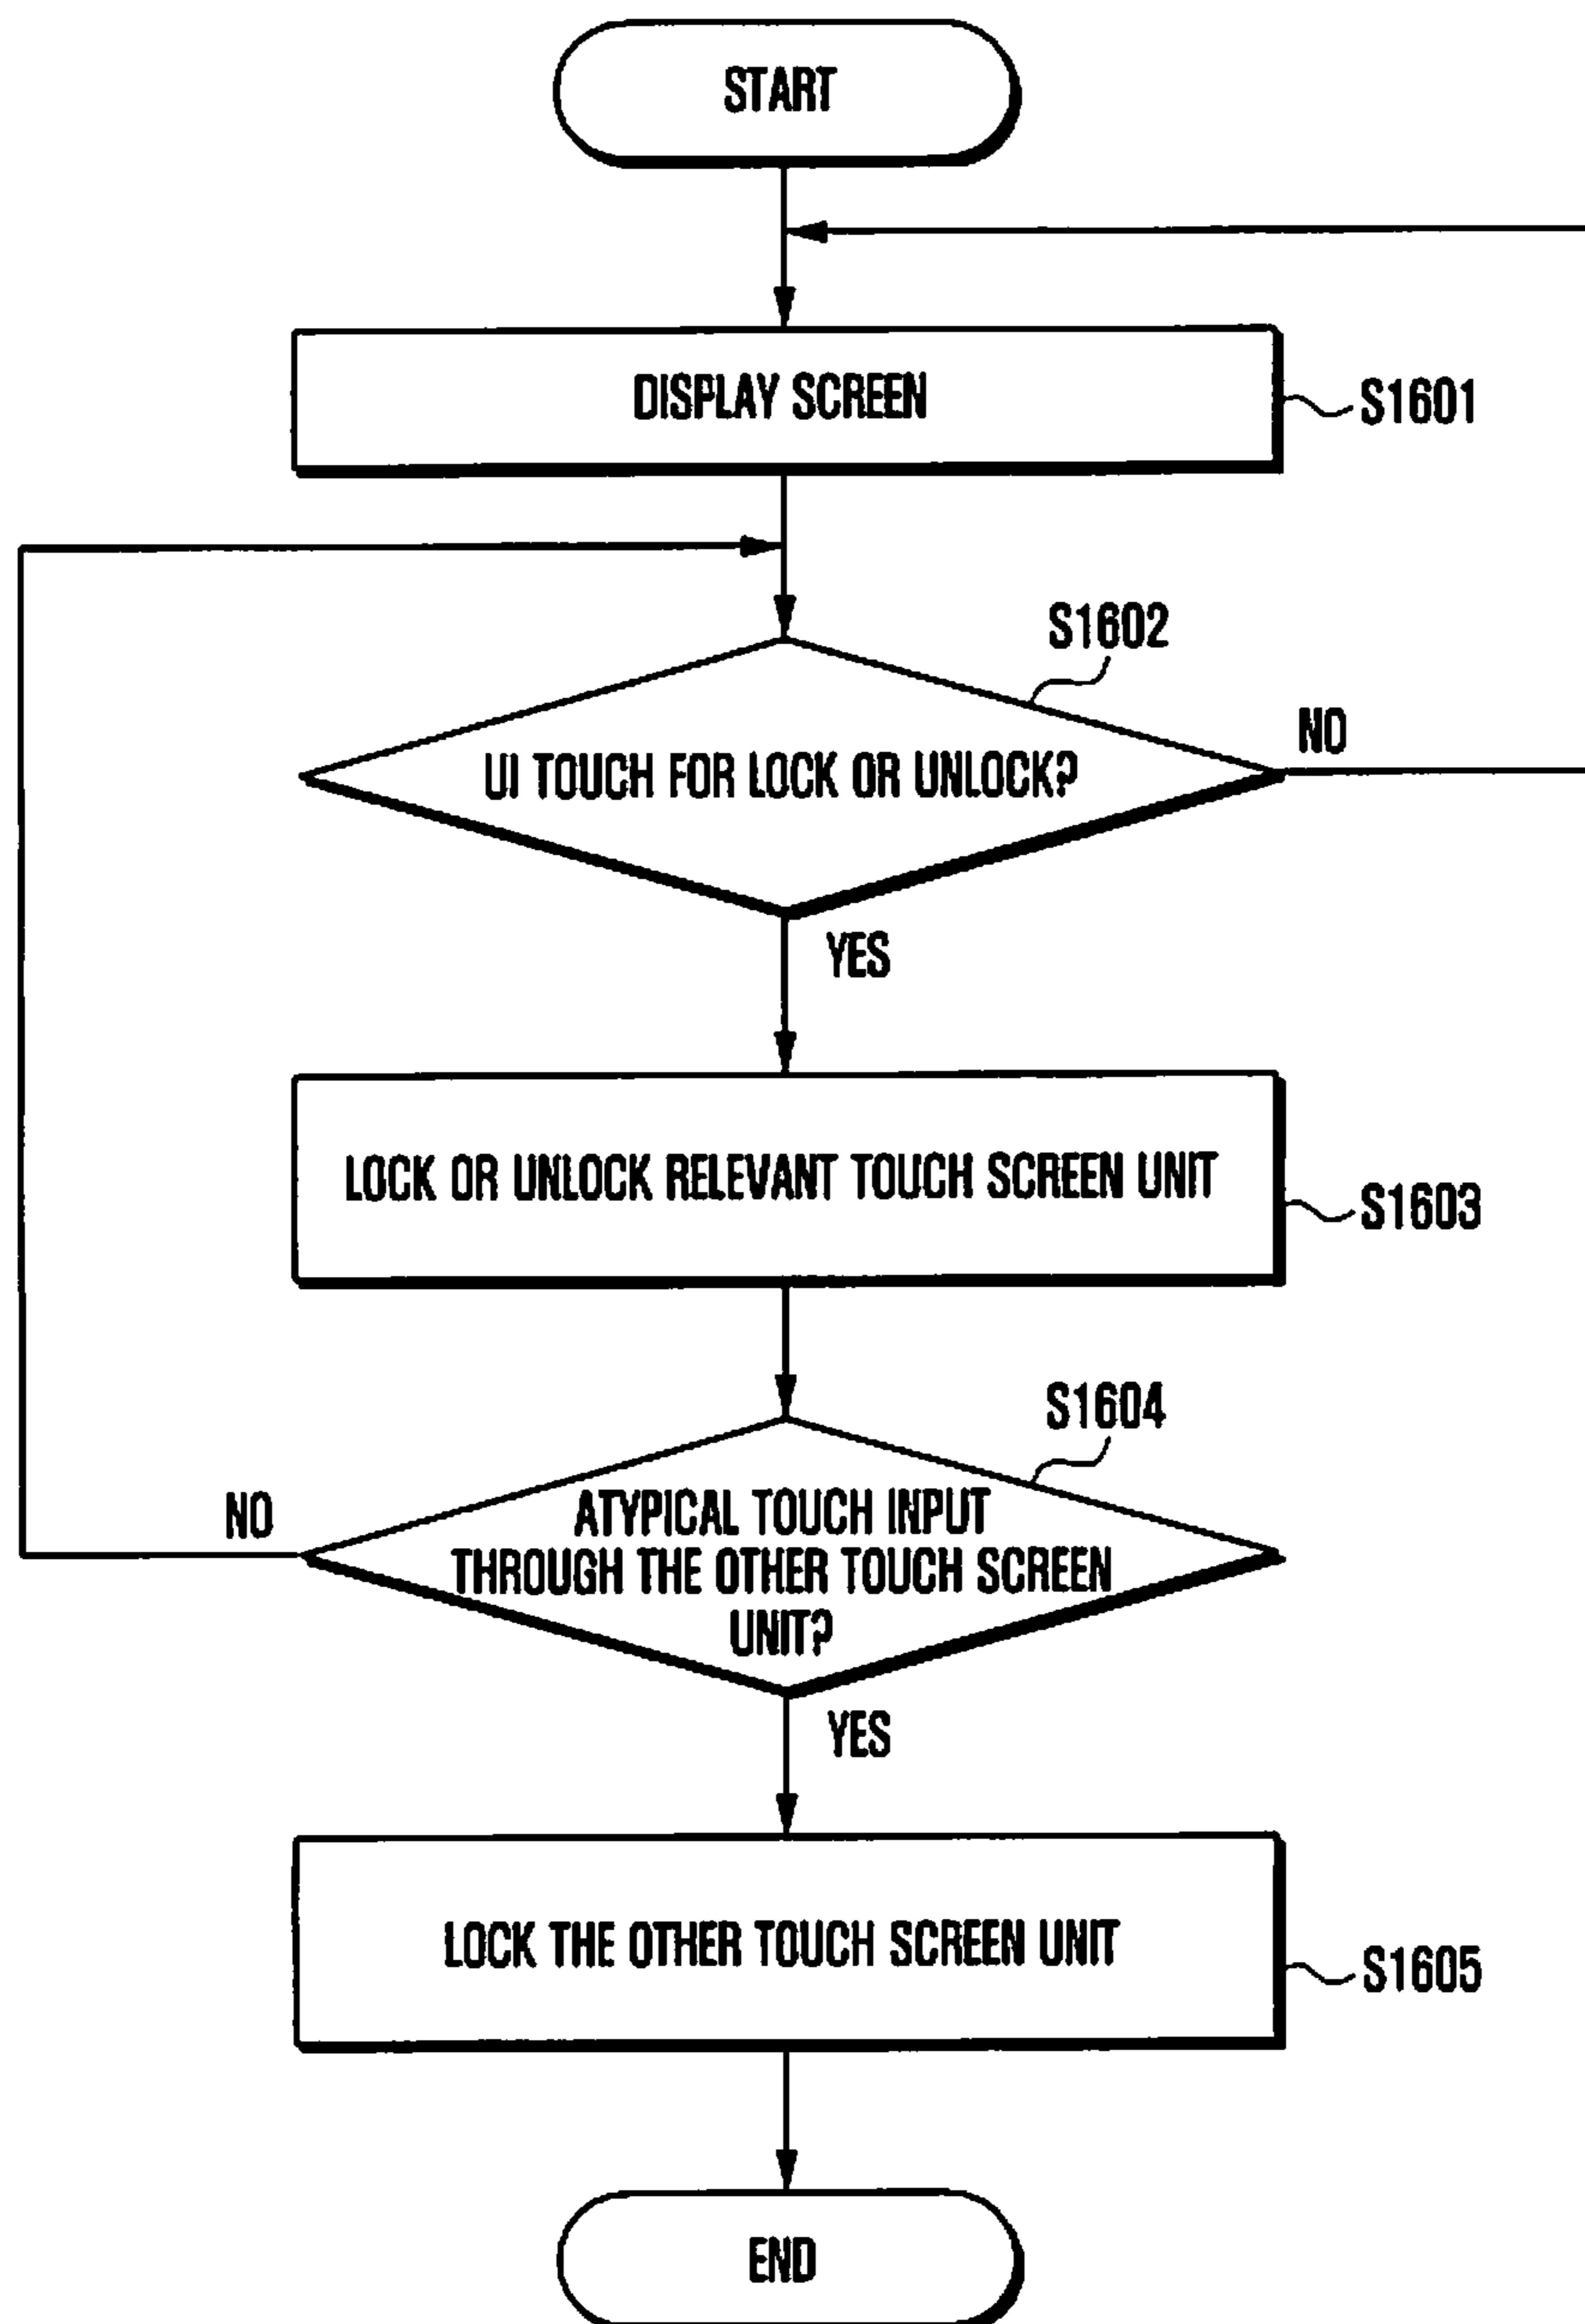 START
DISPLAY SCREEN
S1601
S1602
UI TOUCH FOR LOCK OR UNLOCK?
NO
YES
LOCK OR UNLOCK RELEVANT TOUCH SCREEN UNIT
S1603
S1604
NO
ATYPICAL TOUCH INPUT
THROUGH THE OTHER TOUCH SCREEN
UNIT?
YES
LOCK THE OTHER TOUCH SCREEN UNIT
S1605
END